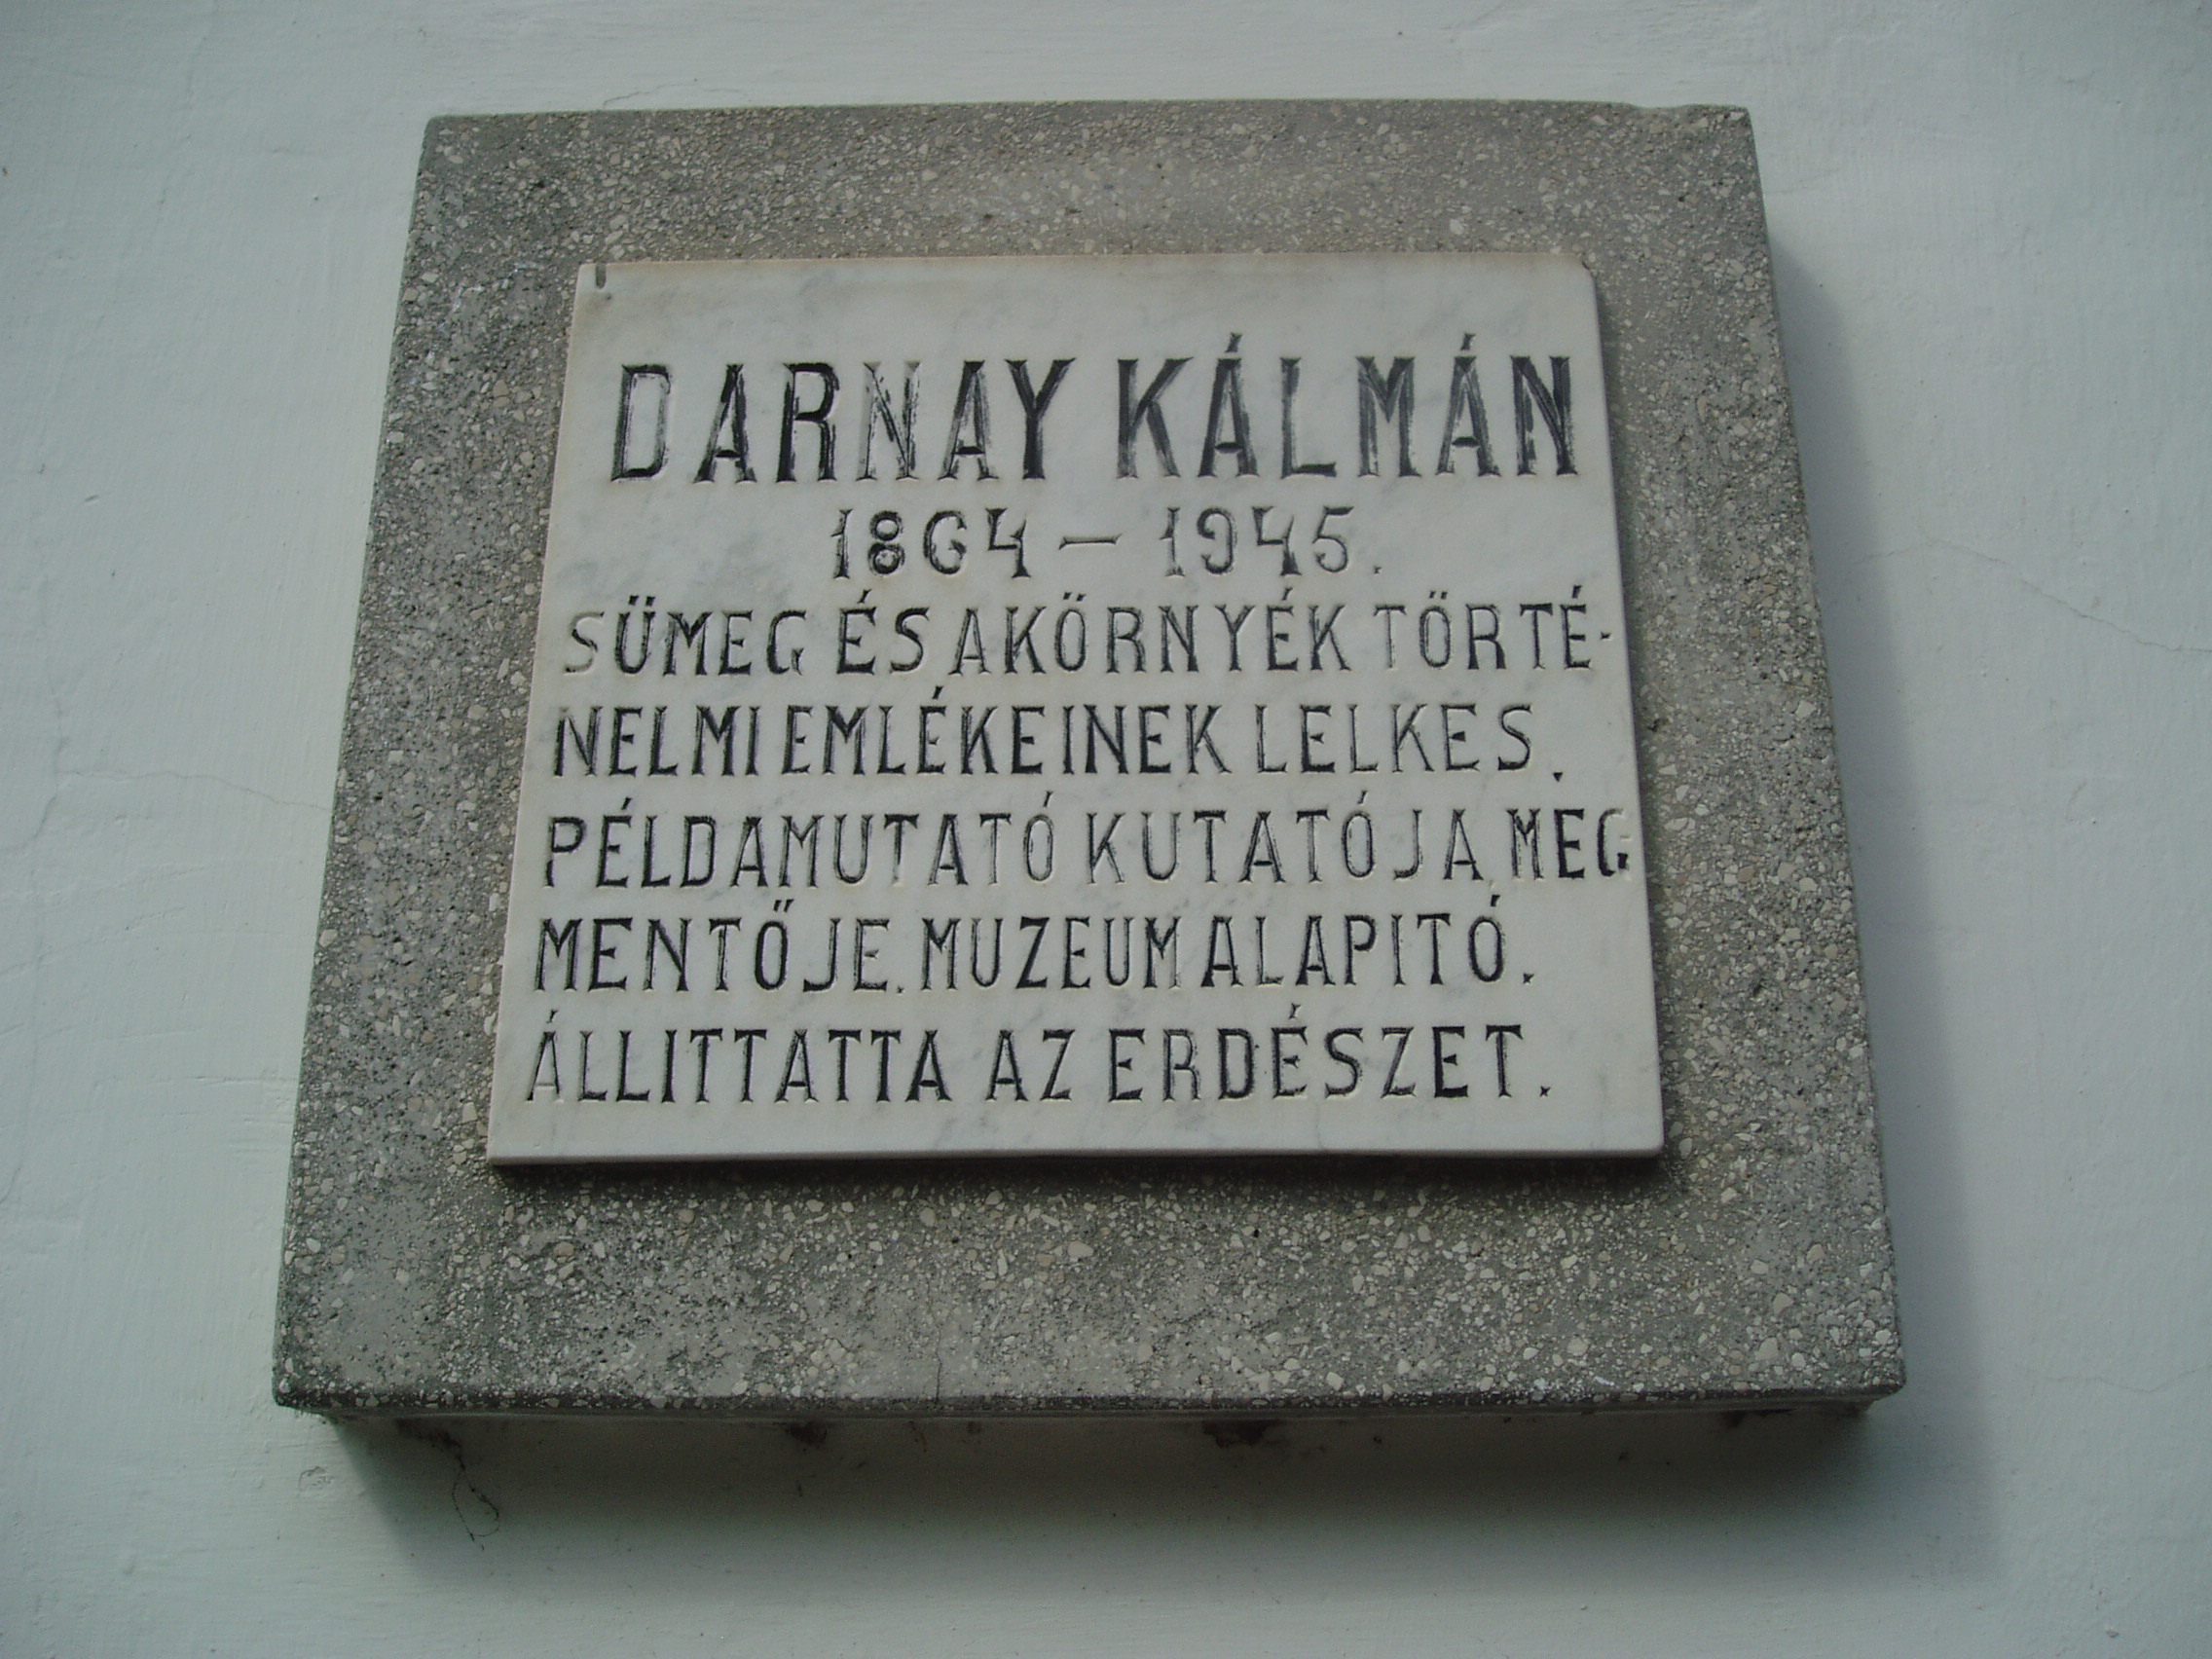 DARNAY KÁLMÁN
1864 – 1945.
SÜMEG ÉS A KÖRNYÉK TÖRTÉ-
NELMI EMLÉKEINEK LELKES,
PÉLDAMUTATÓ KUTATÓJA, MEG-
MENTŐJE. MUZEUM ALAPITÓ.
ÁLLITTATTA AZ ERDÉSZET.